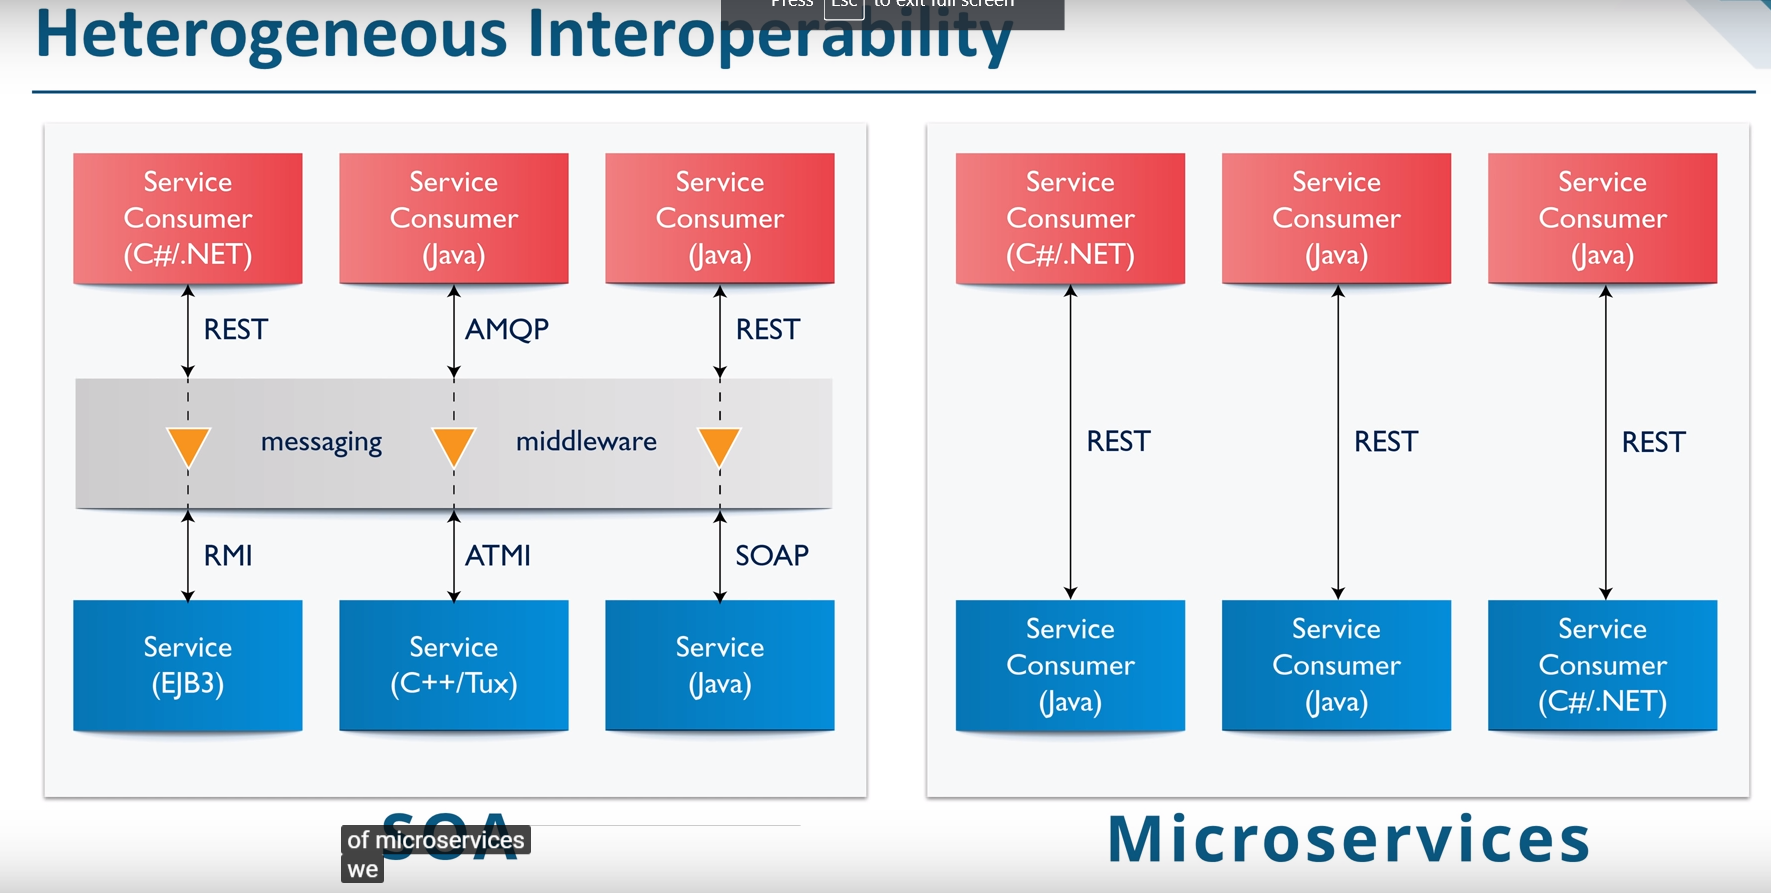 Press Esc to exit full screen
Heterogeneous Interoperability
Service
Consumer
(C#/.NET)
Service
Consumer
(Java)
Service
Consumer
(Java)
REST
AMQP
REST
messaging
middleware
RMI
ATMI
SOAP
Service
(EJB3)
Service
(C++/Tux)
Service
(Java)
SOA
Service
Consumer
(C#/.NET)
Service
Consumer
(Java)
Service
Consumer
(Java)
REST
REST
REST
Service
Consumer
(Java)
Service
Consumer
(Java)
Service
Consumer
(C#/.NET)
Microservices
of microservices
we